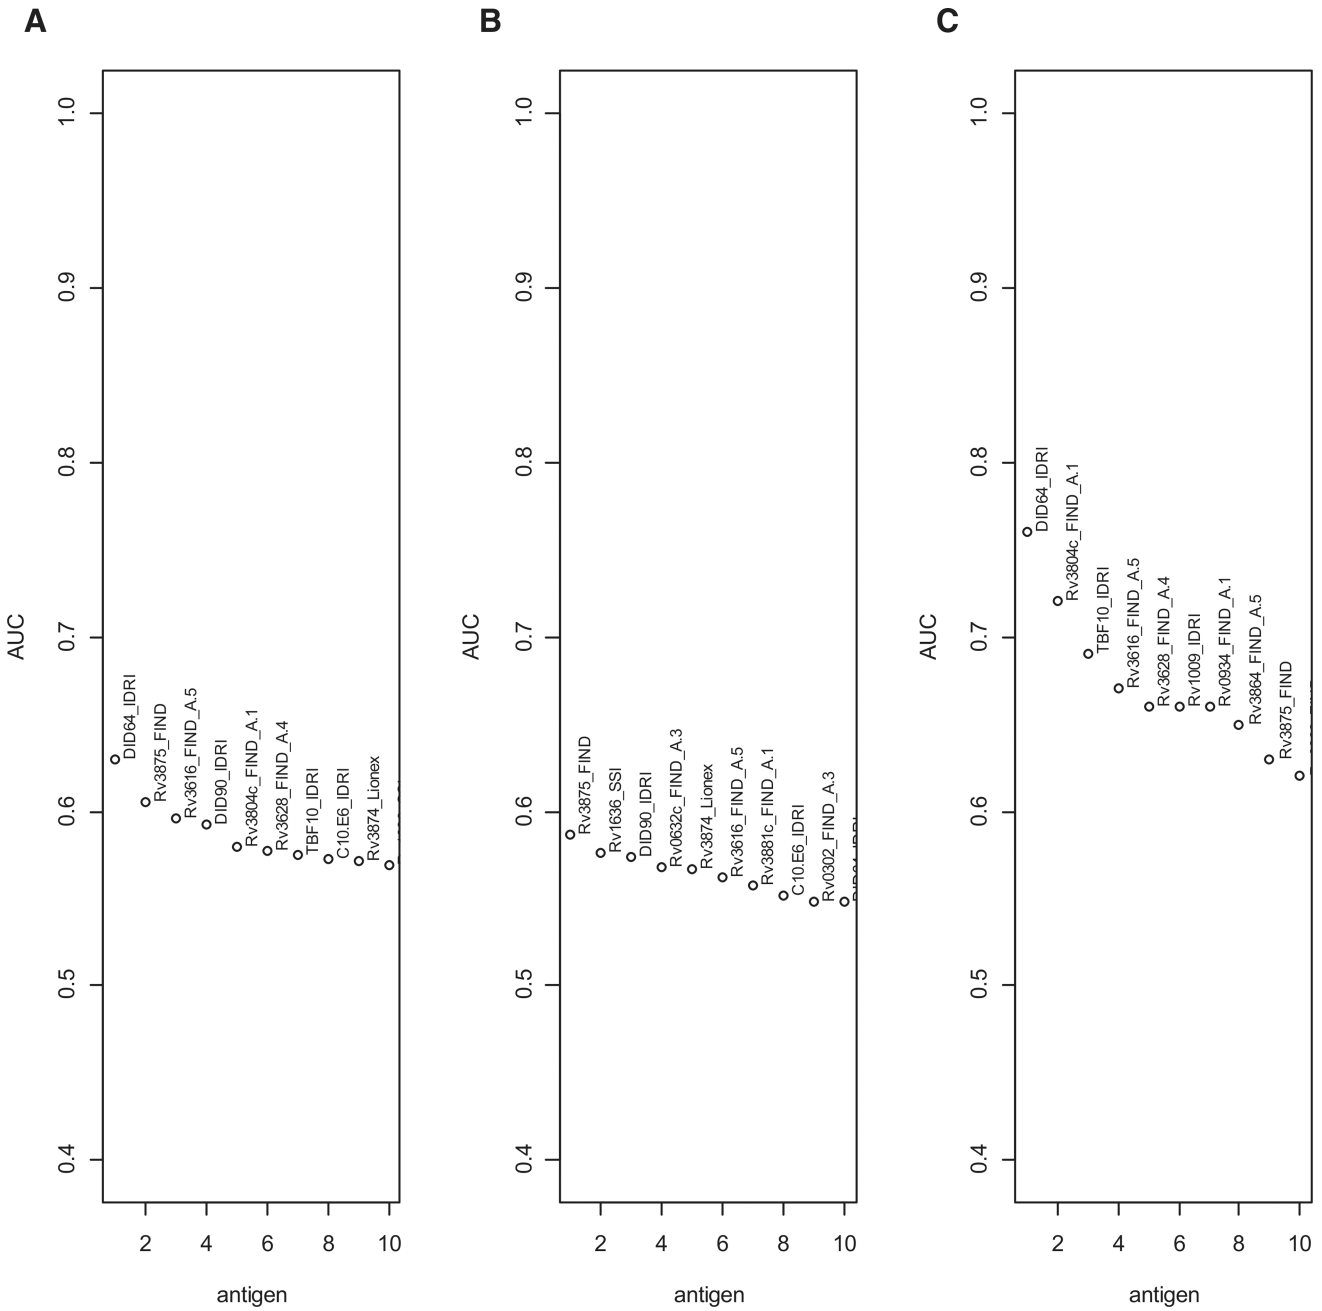 A
AUC
1.0
0.9
0.8
0.7
0.6
0.5
0.4
DID64_IDRI
Rv3875_FIND
Rv3616_FIND_A.5
DID90_IDRI
Rv3804c_FIND_A.1
Rv3628_FIND_A.4
TBF10_IDRI
C10.E6_IDRI
Rv3874_Lionex
2 4 6 8 10
antigen
B
AUC
1.0
0.9
0.8
0.7
0.6
0.5
0.4
Rv3875_FIND
Rv1636_SSI
DID90_IDRI
Rv0632c_FIND_A.3
Rv3874_Lionex
Rv3616_FIND_A.5
Rv3881c_FIND_A.1
C10.E6_IDRI
Rv0302_FIND_A.3
2 4 6 8 10
antigen
C
AUC
1.0
0.9
0.8
0.7
0.6
0.5
0.4
DID64_IDRI
Rv3804c_FIND_A.1
TBF10_IDRI
Rv3616_FIND_A.5
Rv3628_FIND_A.4
Rv1009_IDRI
Rv0934_FIND_A.1
Rv3864_FIND_A.5
Rv3875_FIND
2 4 6 8 10
antigen